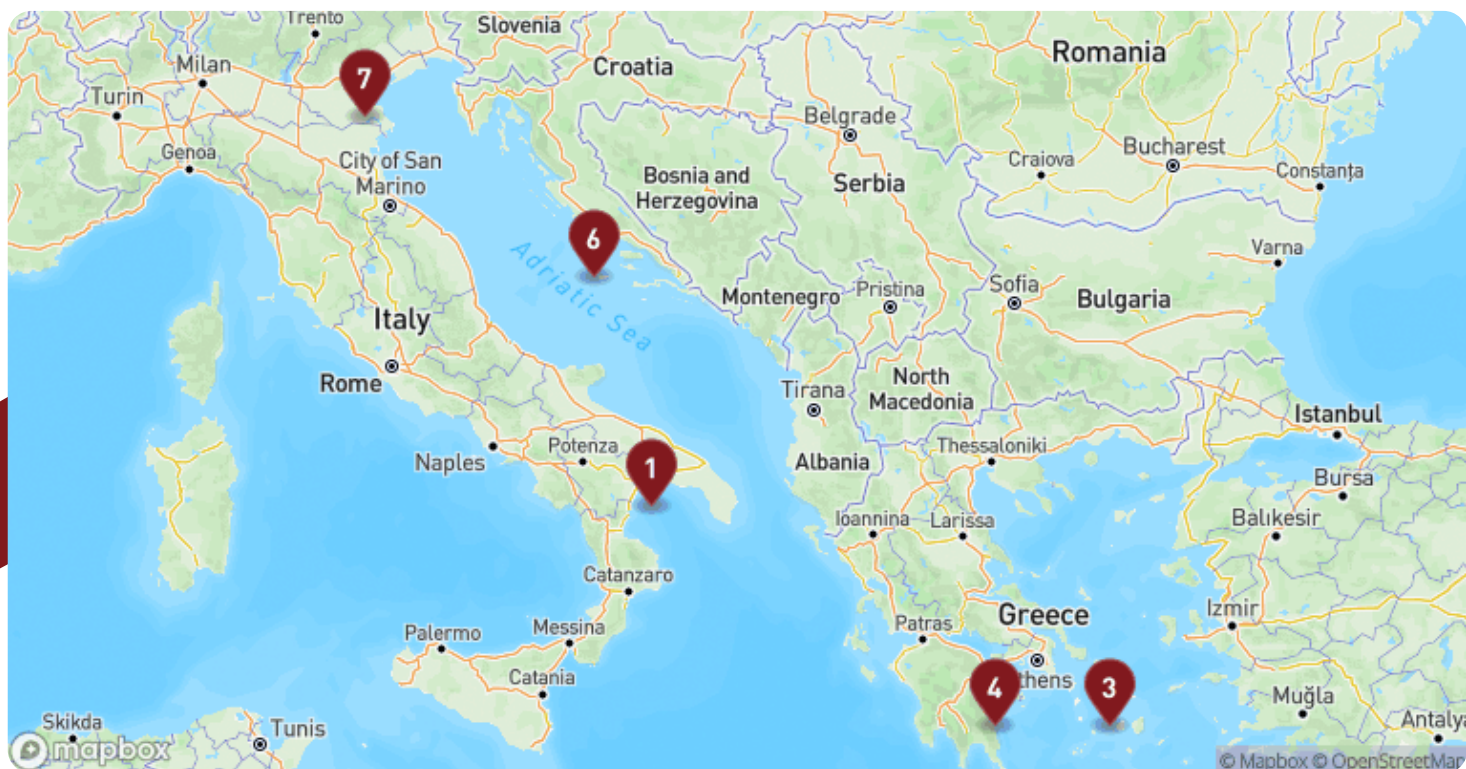 Trento
Slovenia
Romania
Milan
7
Croatia
Turin
Belgrade
Genoa
City of San
Marino
Bosnia and
Herzegovina
Serbia
Craiova
Bucharest
Constanța
6
Adriatic Sea
Varna
Montenegro
Pristina
Sofia
Bulgaria
Italy
Rome
Tirana
North
Macedonia
Istanbul
Naples
Potenza
1
Albania
Thessaloniki
Bursa
Ioannina
Larissa
Balıkesir
Catanzaro
Greece
Izmir
Palermo
Messina
Patras
Catania
4
thens
3
Muğla
Skikda
Tunis
Antalya
mapbox
© Mapbox © OpenStreetMap